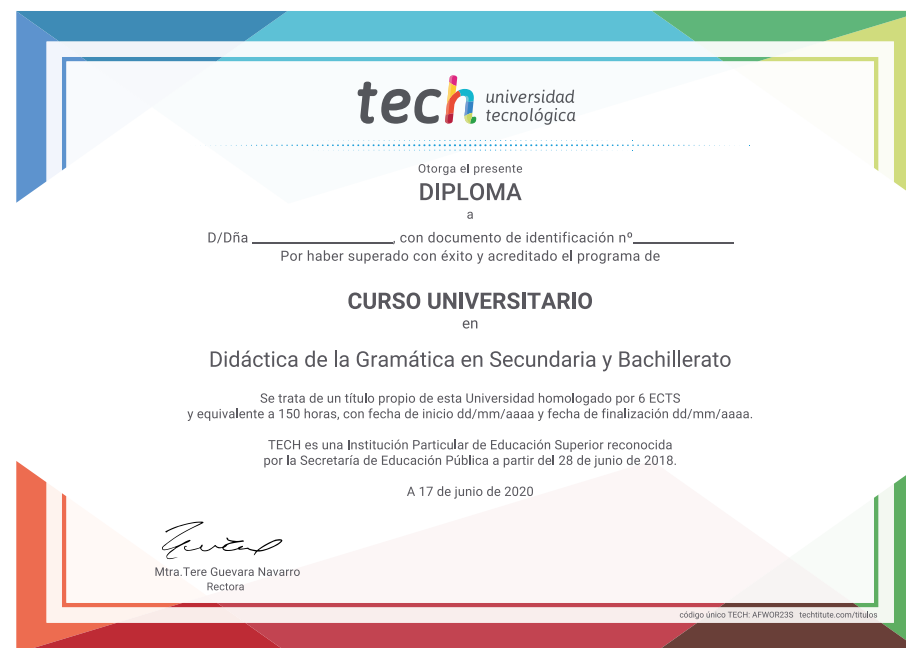 tech universidad
tecnológica
Otorga el presente
DIPLOMA
a
D/Dña ____________________, con documento de identificación nº______________
Por haber superado con éxito y acreditado el programa de
CURSO UNIVERSITARIO
en
Didáctica de la Gramática en Secundaria y Bachillerato
Se trata de un título propio de esta Universidad homologado por 6 ECTS
y equivalente a 150 horas, con fecha de inicio dd/mm/aaaa y fecha de finalización dd/mm/aaaa.
TECH es una Institución Particular de Educación Superior reconocida
por la Secretaría de Educación Pública a partir del 28 de junio de 2018.
A 17 de junio de 2020
Mtra.Tere Guevara Navarro
Rectora
código único TECH: AFWOR23S techtitute.com/titulos